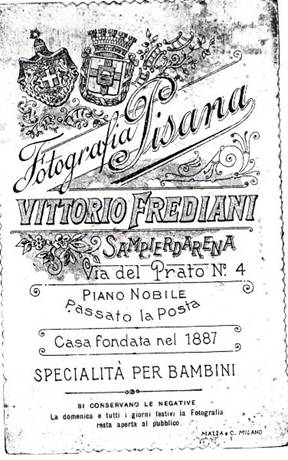 Fotografia Pisana
VITTORIO FREDIANI
SAMPIERDARENA
Via del Prato N. 4
PIANO NOBILE
Passato la Posta
Casa fondata nel 1887
SPECIALITÀ PER BAMBINI
SI CONSERVANO LE NEGATIVE
La domenica e tutti i giorni festivi la Fotografia
resta aperta al pubblico.
MAZZA e C. MILANO